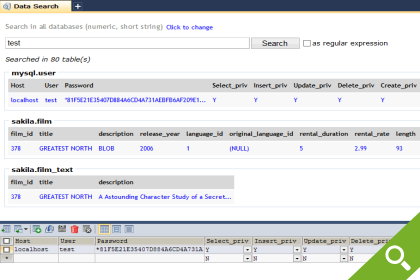 Data Search
Search in all databases (numeric, short string) Click to change
test Search as regular expression
Searched in 80 table(s)
mysql.user
Host User Password Select_priv Insert_priv Update_priv Delete_priv Create_priv
localhost test Y Y Y Y Y
sakila.film
film_id title description release_year language_id original_language_id rental_duration rental_rate length
378 GREATEST NORTH BLOB 2006 1 (NULL) 5 2.99 93
sakila.film_text
film_id title description
378 GREATEST NORTH A Astounding Character Study of a Secret...
Host User Password Select_priv Insert_priv Update_priv Delete_priv
localhost test Y Y Y Y
* N N N N